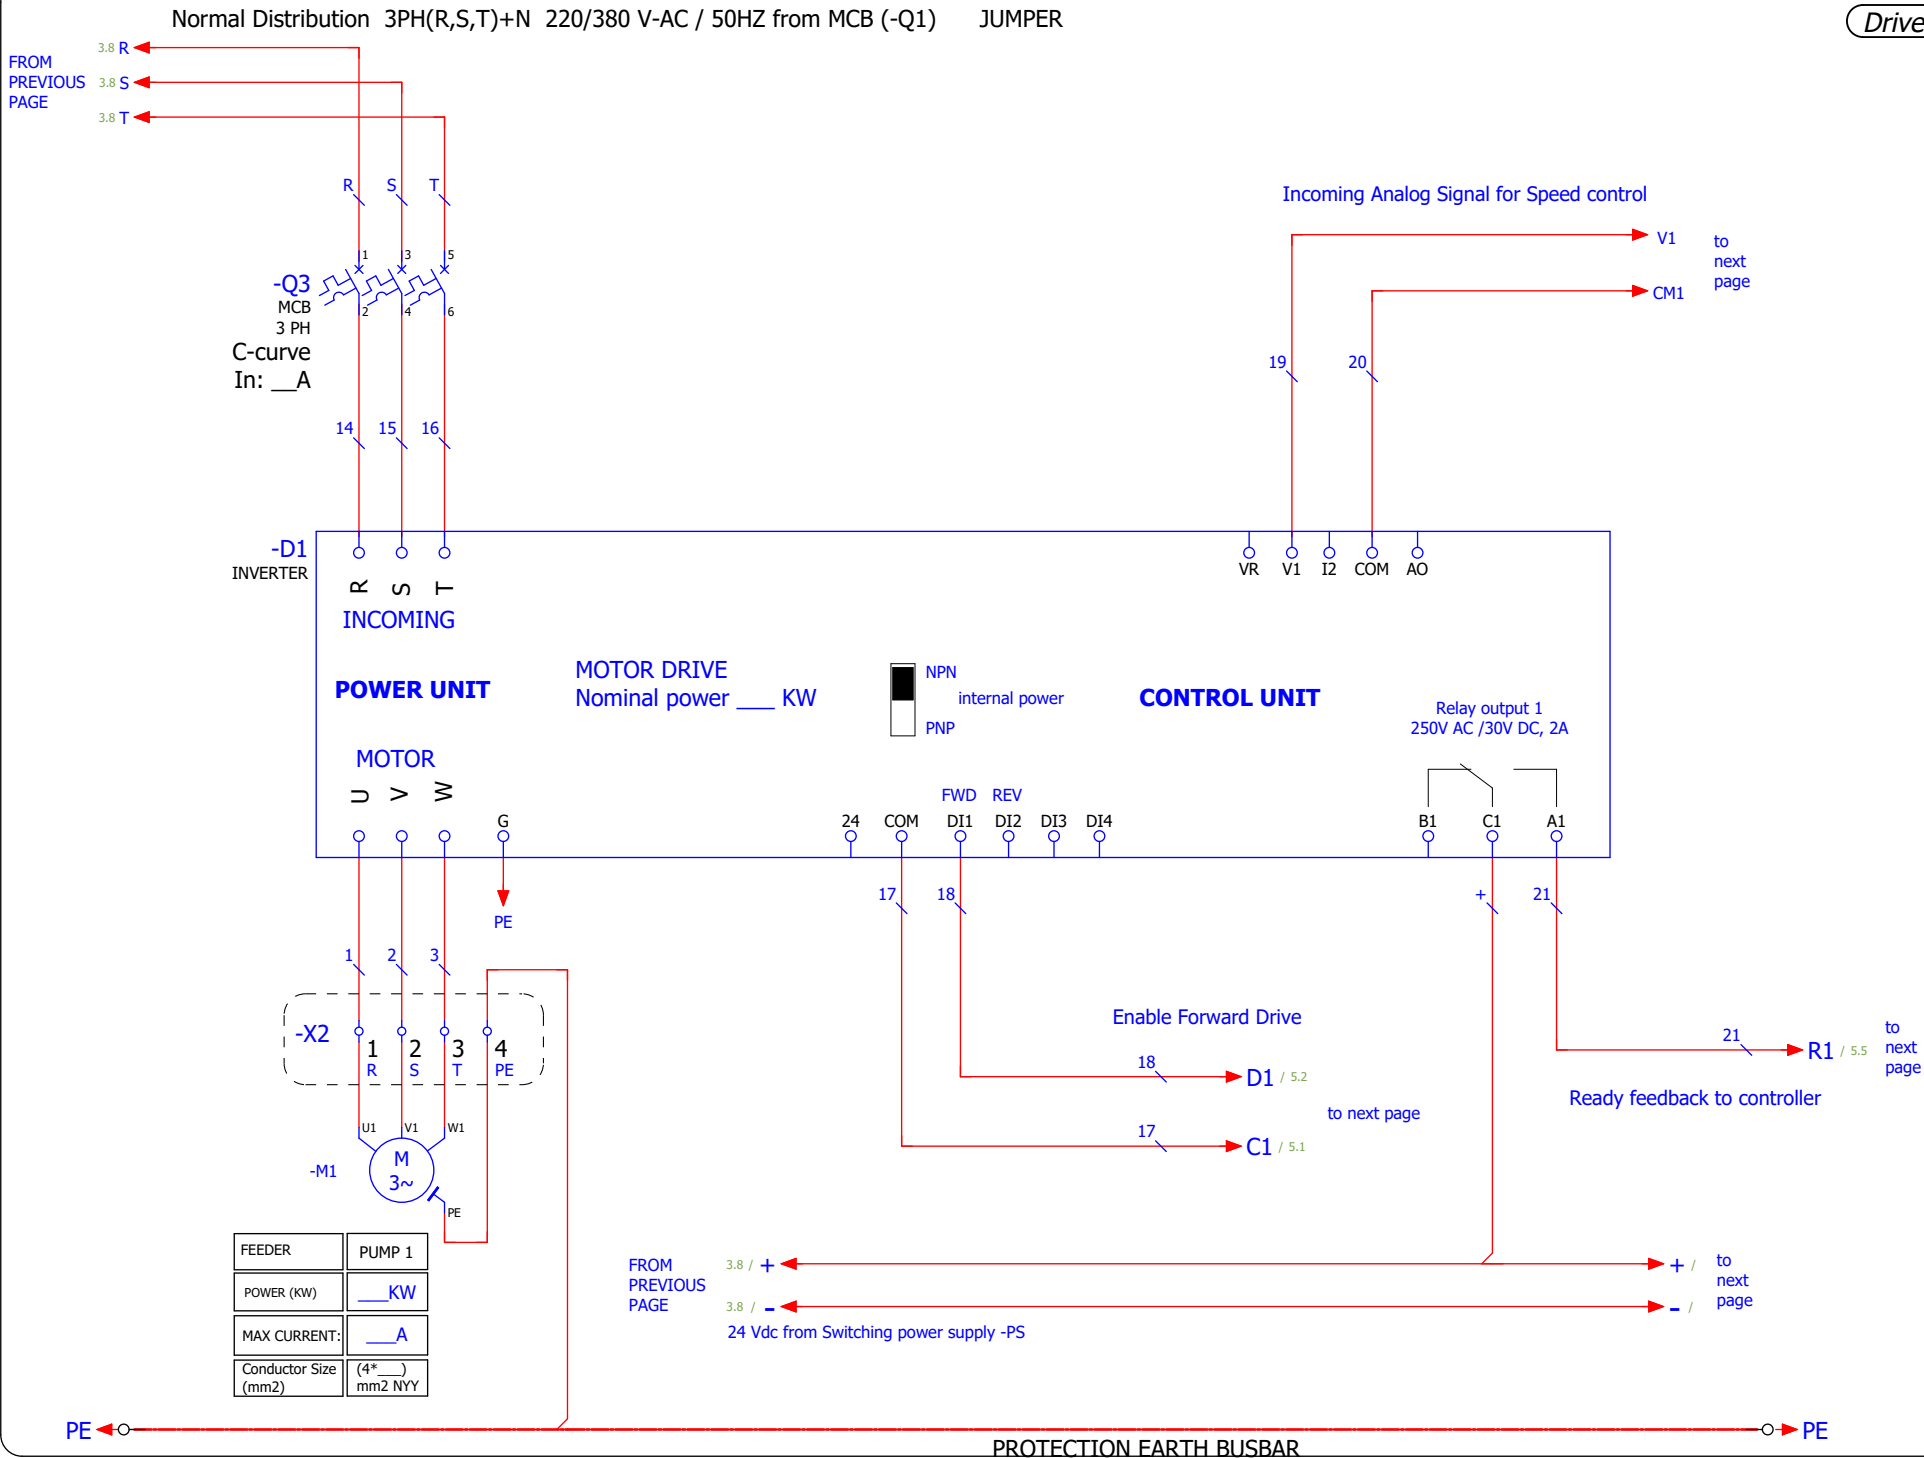 Normal Distribution 3PH(R,S,T)+N 220/380 V-AC / 50HZ from MCB (-Q1) JUMPER
Drive
FROM
PREVIOUS
PAGE
3.8 R
3.8 S
3.8 T
R S T
1 3 5
-Q3
MCB
3 PH
C-curve
In: __A
2 4 6
14 15 16
Incoming Analog Signal for Speed control
V1
CM1
to
next
page
19 20
-D1
INVERTER
R S T
INCOMING
VR V1 I2 COM AO
POWER UNIT
MOTOR DRIVE
Nominal power ___ KW
NPN
internal power
PNP
CONTROL UNIT
Relay output 1
250V AC /30V DC, 2A
MOTOR
U V W
G
FWD REV
24 COM DI1 DI2 DI3 DI4
B1 C1 A1
PE
17 18
+ 21
1 2 3
-X2
1 2 3 4
R S T PE
U1 V1 W1
M
3~
-M1
PE
Enable Forward Drive
18
D1 / 5.2
to next page
17
C1 / 5.1
21
R1 / 5.5
to
next
page
Ready feedback to controller
FEEDER PUMP 1
POWER (KW) ___KW
MAX CURRENT: ___A
Conductor Size
(mm2)
(4*___)
mm2 NYY
FROM
PREVIOUS
PAGE
3.8 / +
3.8 / -
24 Vdc from Switching power supply -PS
+ /
- /
to
next
page
PE
PROTECTION EARTH BUSBAR
PE